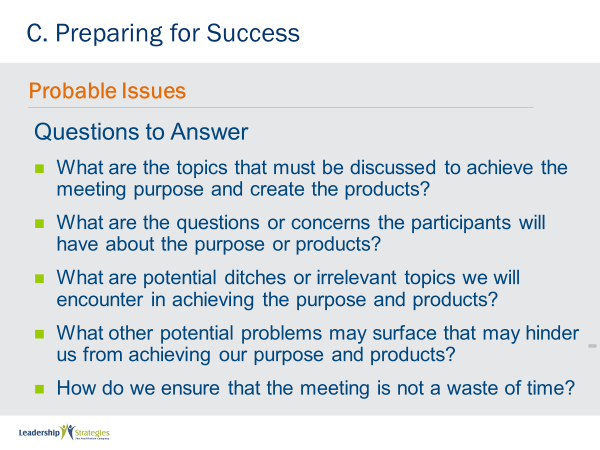 C. Preparing for Success
Probable Issues
Questions to Answer
What are the topics that must be discussed to achieve the
meeting purpose and create the products?
What are the questions or concerns the participants will
have about the purpose or products?
What are potential ditches or irrelevant topics we will
encounter in achieving the purpose and products?
What other potential problems may surface that may hinder
us from achieving our purpose and products?
How do we ensure that the meeting is not a waste of time?
Leadership Strategies
The Facilitation Company